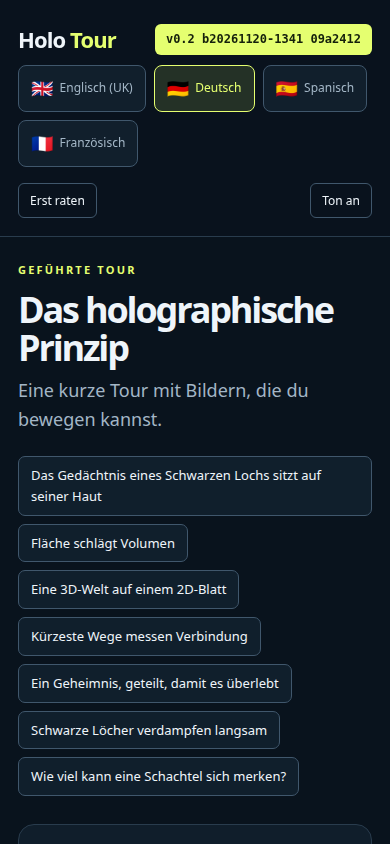 Holo Tour
v0.2 b20261120-1341 09a2412
Englisch (UK)
Deutsch
Spanisch
Französisch
Erst raten
Ton an
GEFÜHRTE TOUR
Das holographische
Prinzip
Eine kurze Tour mit Bildern, die du
bewegen kannst.
Das Gedächtnis eines Schwarzen Lochs sitzt auf
seiner Haut
Fläche schlägt Volumen
Eine 3D-Welt auf einem 2D-Blatt
Kürzeste Wege messen Verbindung
Ein Geheimnis, geteilt, damit es überlebt
Schwarze Löcher verdampfen langsam
Wie viel kann eine Schachtel sich merken?